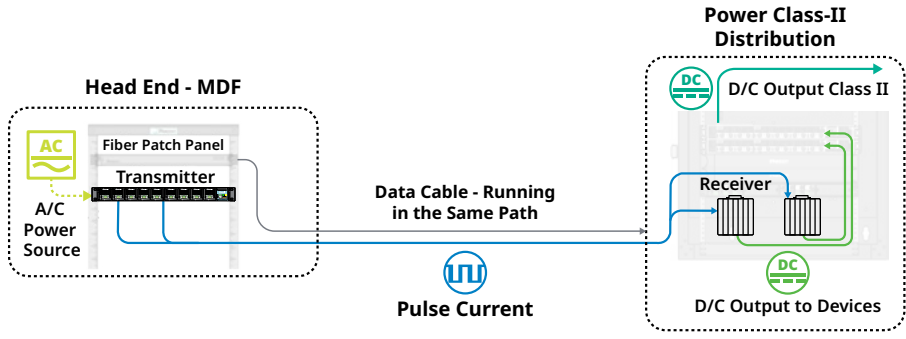 Power Class-II
Distribution
Head End - MDF
DC
D/C Output Class II
AC
Fiber Patch Panel
Transmitter
Receiver
A/C
Power
Source
Data Cable - Running
in the Same Path
DC
Pulse Current
D/C Output to Devices